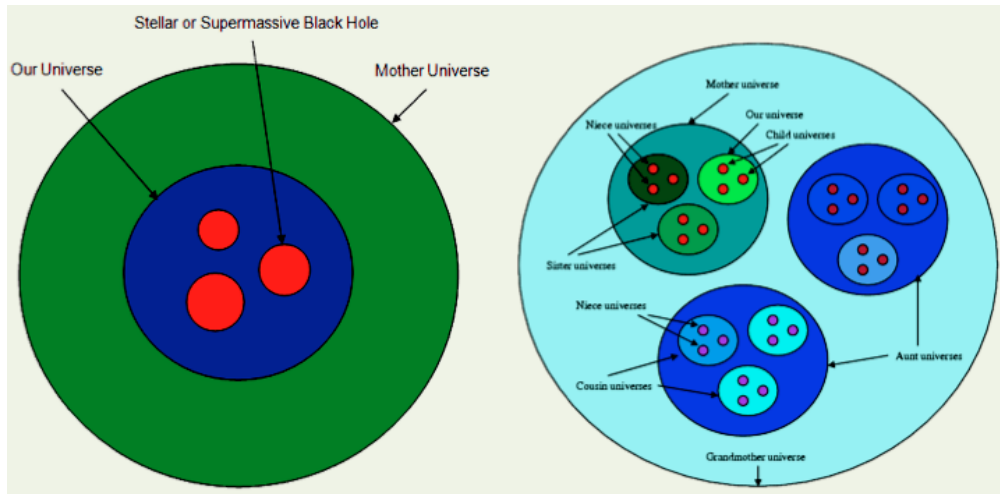 Stellar or Supermassive Black Hole
Our Universe
Mother Universe
Mother universe
Niece universes
Our universe
Child universes
Sister universes
Niece universes
Cousin universes
Aunt universes
Grandmother universe